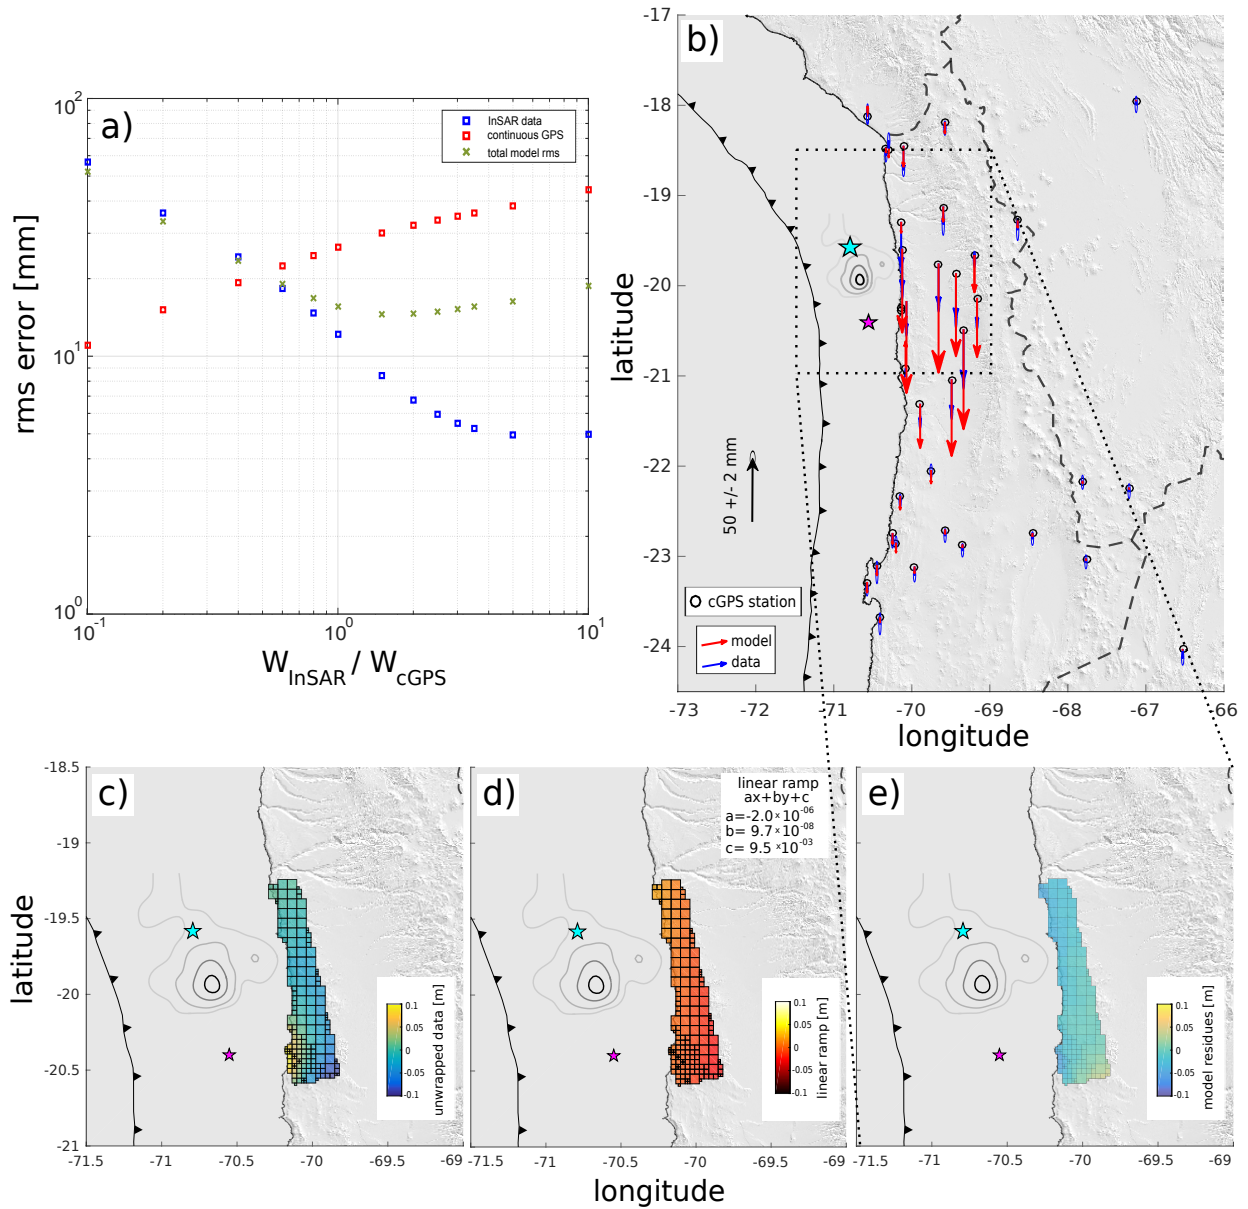 a)
InSAR data
continuous GPS
total model rms
10²
10¹
10⁰
rms error [mm]
10⁻¹
10⁰
10¹
W_InSAR / W_cGPS
b)
-17
-18
-19
-20
-21
-22
-23
-24
latitude
50 +/- 2 mm
cGPS station
model
data
-73
-72
-71
-70
-69
-68
-67
-66
longitude
c)
-18.5
-19
-19.5
-20
-20.5
-21
latitude
0.1
0.05
0
-0.05
-0.1
unwrapped data [m]
-71.5
-71
-70.5
-70
-69.5
-69
d)
linear ramp
ax+by+c
a=-2.0×10⁻⁰⁶
b= 9.7×10⁻⁰⁸
c= 9.5 ×10⁻⁰³
0.1
0.05
0
-0.05
-0.1
linear ramp [m]
-71.5
-71
-70.5
-70
-69.5
e)
0.1
0.05
0
-0.05
-0.1
model residues [m]
-71.5
-71
-70.5
-70
-69.5
-69
longitude